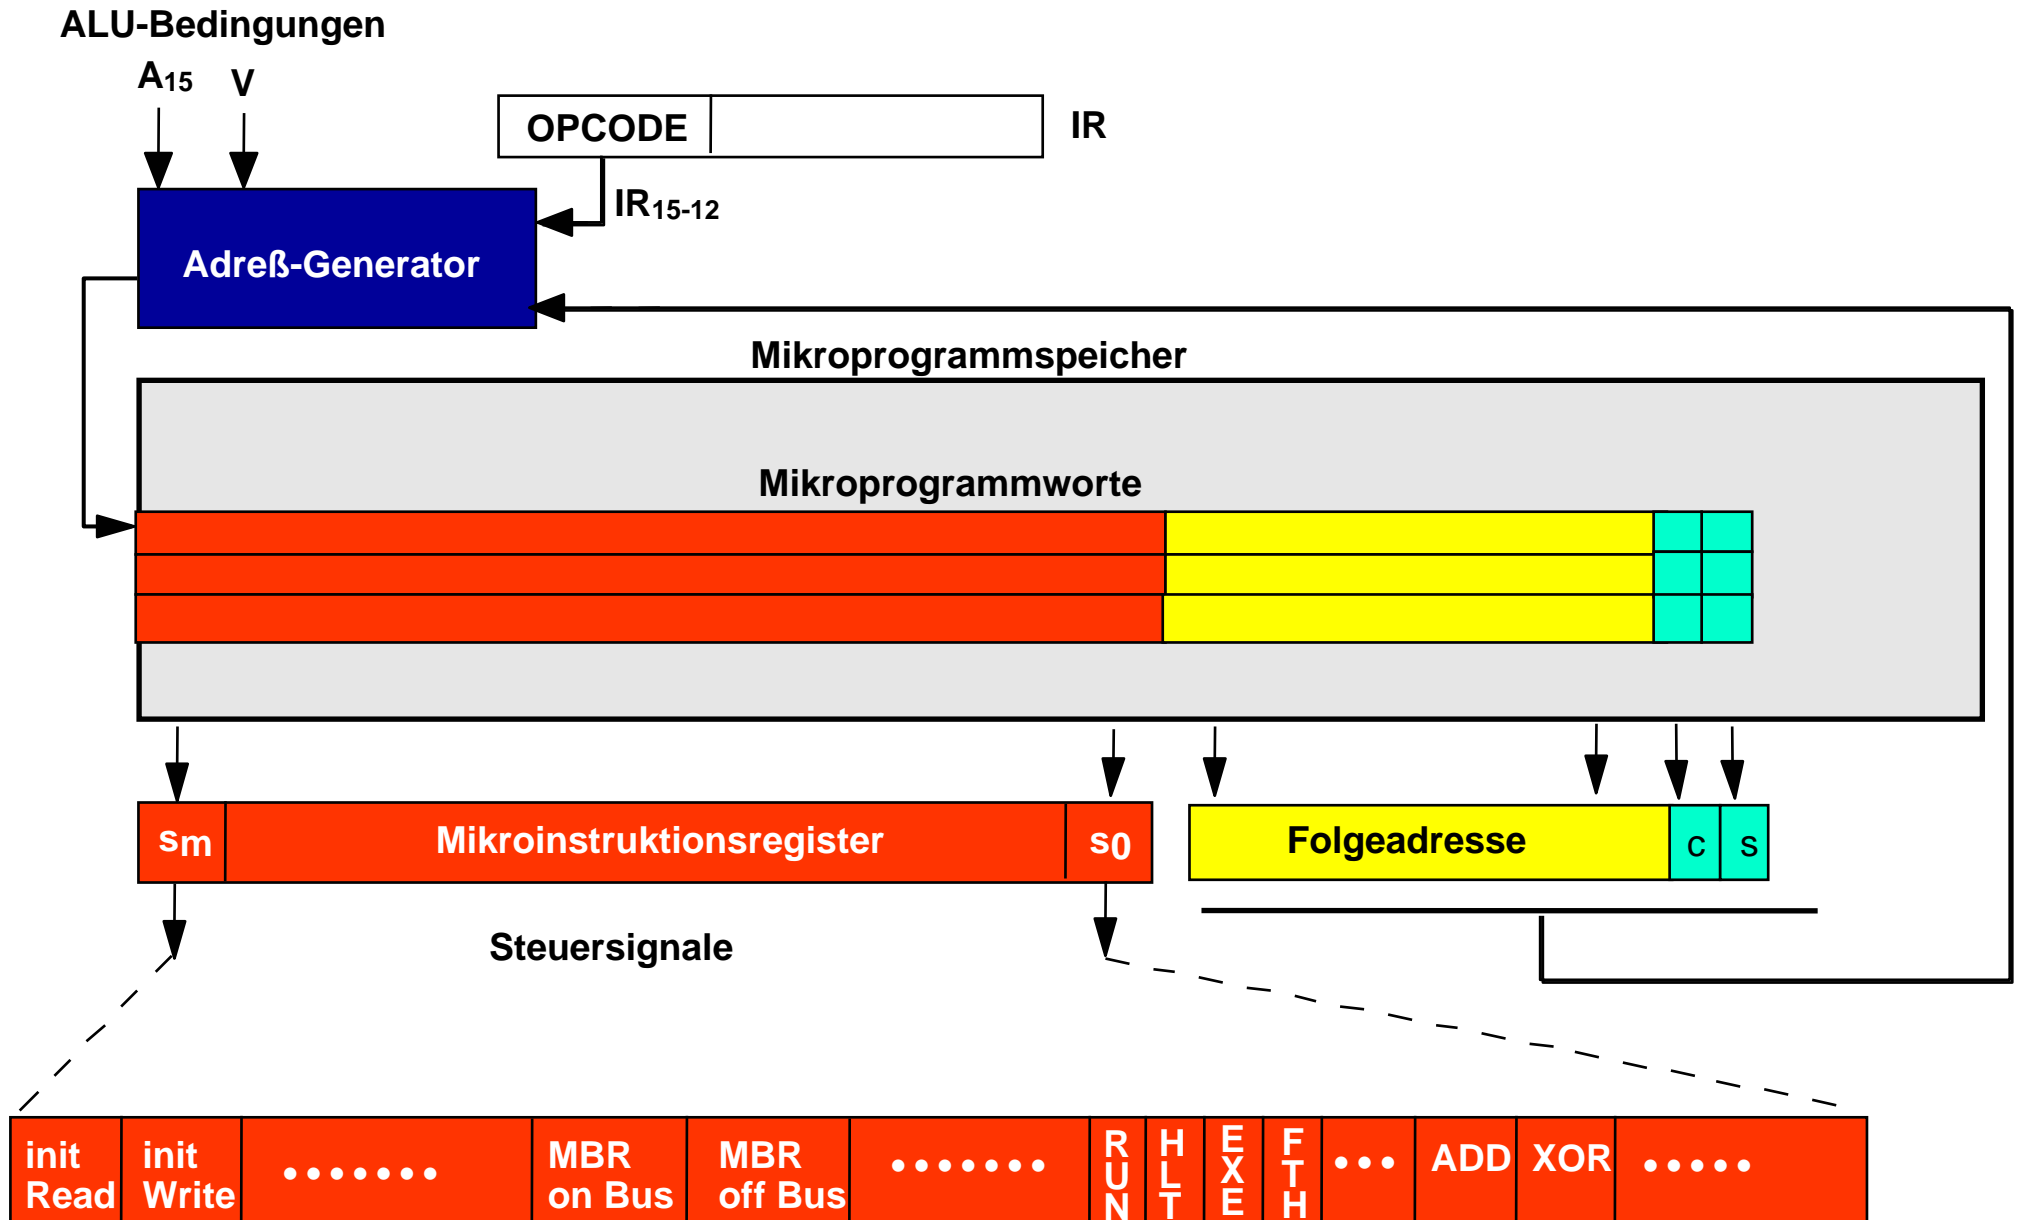 ALU-Bedingungen
A15 V
OPCODE IR
IR15-12
Adreß-Generator
Mikroprogrammspeicher
Mikroprogrammworte
sm Mikroinstruktionsregister s0 Folgeadresse c s
Steuersignale
init Read
init Write
•••••••
MBR on Bus
MBR off Bus
•••••••
RUN
HLT
EXE
FTH
•••
ADD
XOR
•••••